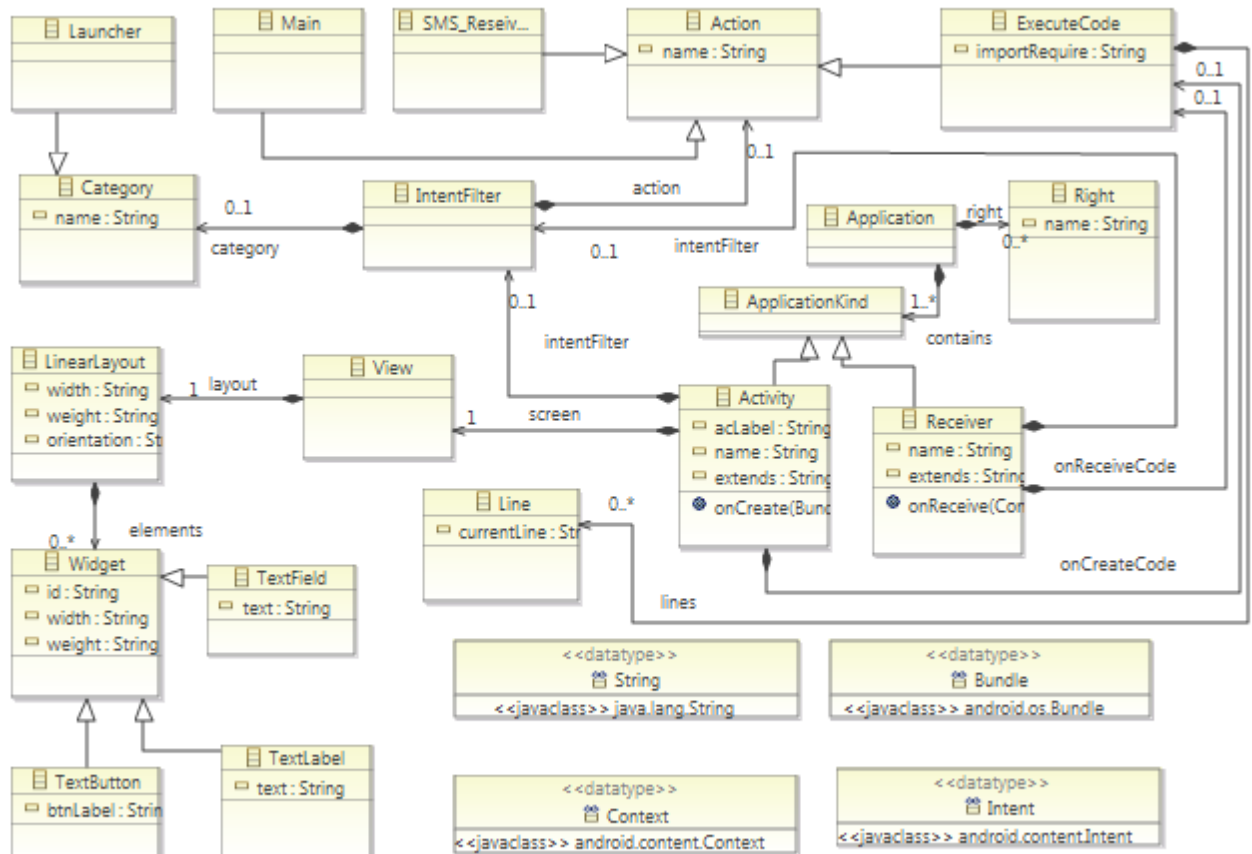 Launcher
Main
SMS_Reseiv...
Action
name : String
ExecuteCode
importRequire : String
0..1
0..1
Category
name : String
0..1
category
IntentFilter
action
0..1
0..1
intentFilter
Application
right
0..*
Right
name : String
ApplicationKind
1..*
contains
0..1
intentFilter
LinearLayout
width : String
weight : String
orientation : St
1
layout
View
screen
1
Activity
acLabel : String
name : String
extends : String
onCreate(Bund
Receiver
name : String
extends : String
onReceive(Con
onReceiveCode
onCreateCode
Line
currentLine : Str
0..*
lines
elements
0..*
Widget
id : String
width : String
weight : String
TextField
text : String
TextButton
btnLabel : Strin
TextLabel
text : String
<<datatype>>
String
<<javaclass>> java.lang.String
<<datatype>>
Bundle
<<javaclass>> android.os.Bundle
<<datatype>>
Context
<<javaclass>> android.content.Context
<<datatype>>
Intent
<<javaclass>> android.content.Intent